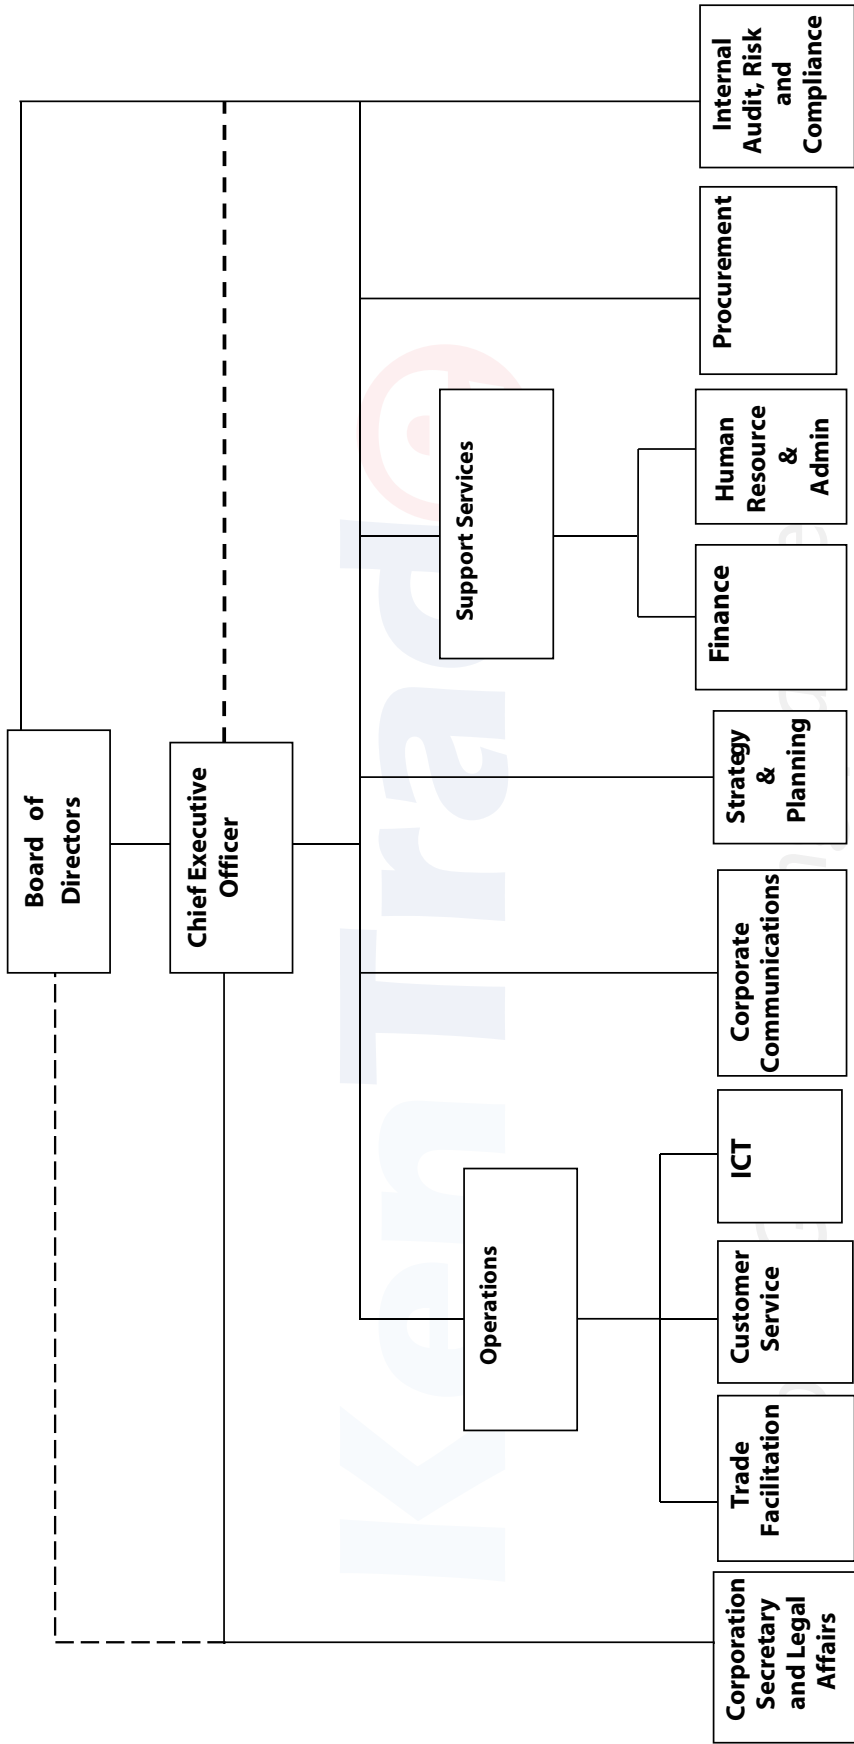 Board of
Directors
Chief Executive
Officer
Operations
Support Services
Corporation
Secretary
and Legal
Affairs
Trade
Facilitation
Customer
Service
ICT
Corporate
Communications
Strategy
&
Planning
Finance
Human
Resource
&
Admin
Procurement
Internal
Audit, Risk
and
Compliance
KenTrade